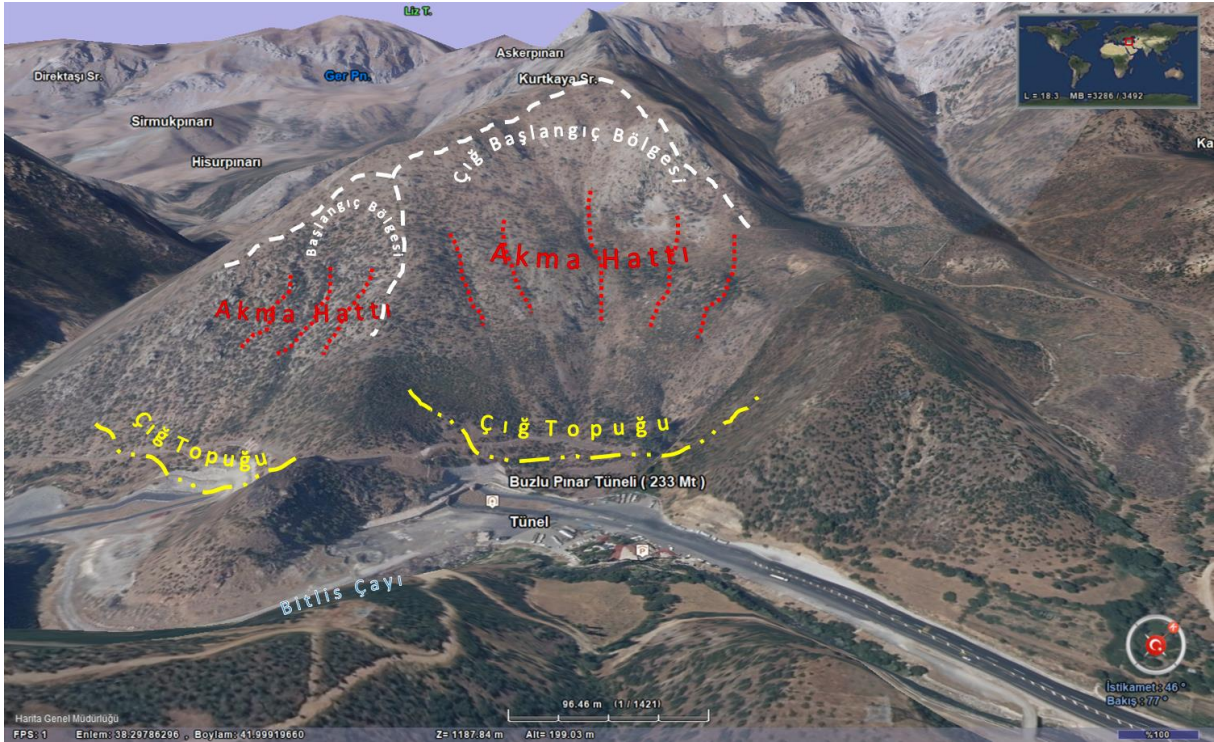 Liz T.
Askerpınarı
Direktaşı Sr.
Ger Pn.
Kurtkaya Sr.
L = 18.3 MB =3286 / 3492
Sirmukpınarı
Hisurpınarı
Ka
Çığ Başlangıç Bölgesi
Başlangıç Bölgesi
Akma Hattı
Akma Hattı
Çığ Topuğu
Çığ Topuğu
Buzlu Pınar Tüneli ( 233 Mt )
Tünel
Bitlis Çayı
İstikamet : 46 °
Bakış : 77 °
96.46 m (1 / 1421)
Harita Genel Müdürlüğü
FPS: 1 Enlem: 38.29786296 , Boylam: 41.99919660 Z= 1187.84 m Alt= 199.03 m %100